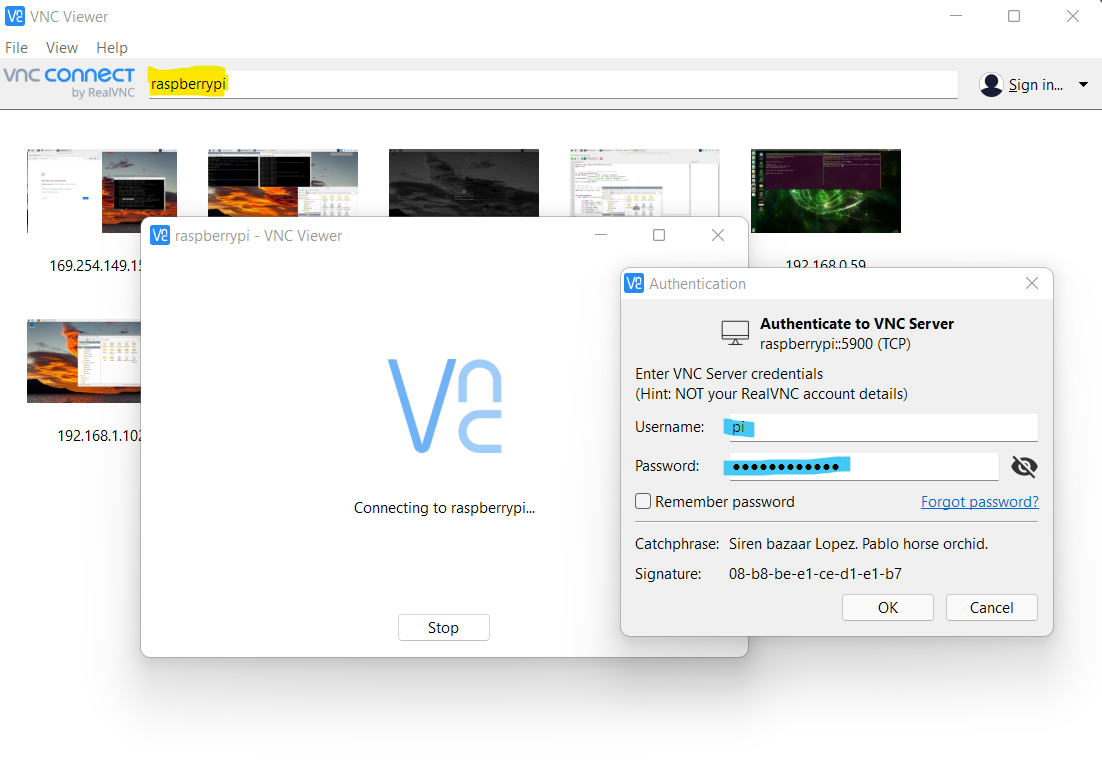 VNC Viewer
File View Help
vnc connect
by RealVNC
raspberrypi
Sign in...
169.254.149.15
192.168.0.59
192.168.1.102
raspberrypi - VNC Viewer
Connecting to raspberrypi...
Stop
Authentication
Authenticate to VNC Server
raspberrypi::5900 (TCP)
Enter VNC Server credentials
(Hint: NOT your RealVNC account details)
Username: pi
Password: ••••••••••••
Remember password
Forgot password?
Catchphrase: Siren bazaar Lopez. Pablo horse orchid.
Signature: 08-b8-be-e1-ce-d1-e1-b7
OK Cancel